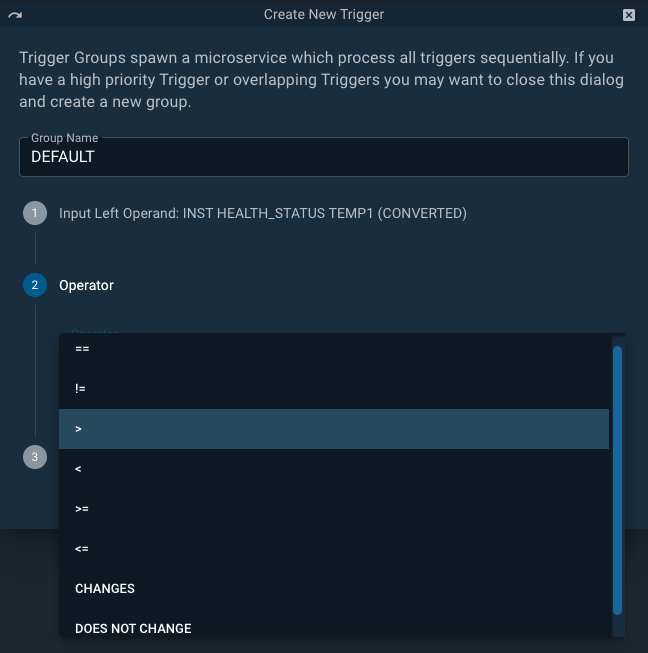 Create New Trigger
Trigger Groups spawn a microservice which process all triggers sequentially. If you
have a high priority Trigger or overlapping Triggers you may want to close this dialog
and create a new group.
Group Name
DEFAULT
1 Input Left Operand: INST HEALTH_STATUS TEMP1 (CONVERTED)
2 Operator
Operator
==
!=
>
3
<
>=
<=
CHANGES
DOES NOT CHANGE